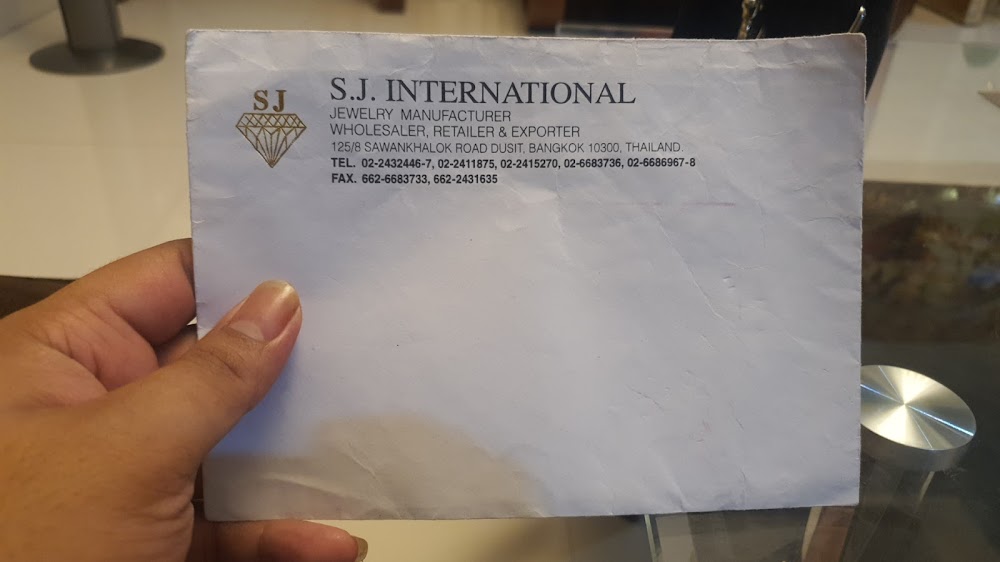 SJ
S.J. INTERNATIONAL
JEWELRY MANUFACTURER
WHOLESALER, RETAILER & EXPORTER
125/8 SAWANKHALOK ROAD DUSIT, BANGKOK 10300, THAILAND.
TEL. 02-2432446-7, 02-2411875, 02-2415270, 02-6683736, 02-6686967-8
FAX. 662-6683733, 662-2431635